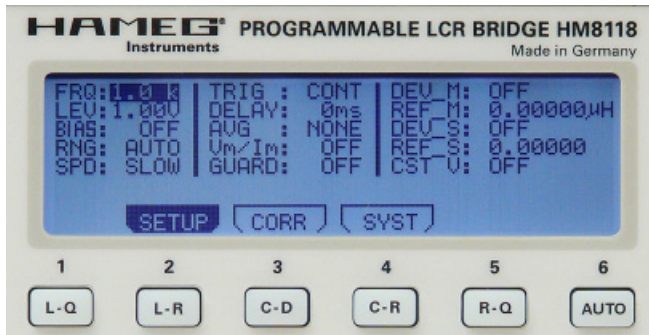 HAMEG® PROGRAMMABLE LCR BRIDGE HM8118
Instruments Made in Germany
FRQ:1.0 k TRIG : CONT DEV_M: OFF
LEV:1.00V DELAY: 0ms REF_M: 0.00000µH
BIAS: OFF AVG : NONE DEV_S: OFF
RNG: AUTO Vm/Im: OFF REF_S: 0.00000
SPD: SLOW GUARD: OFF CST V: OFF
SETUP CORR SYST
1 2 3 4 5 6
L-Q L-R C-D C-R R-Q AUTO